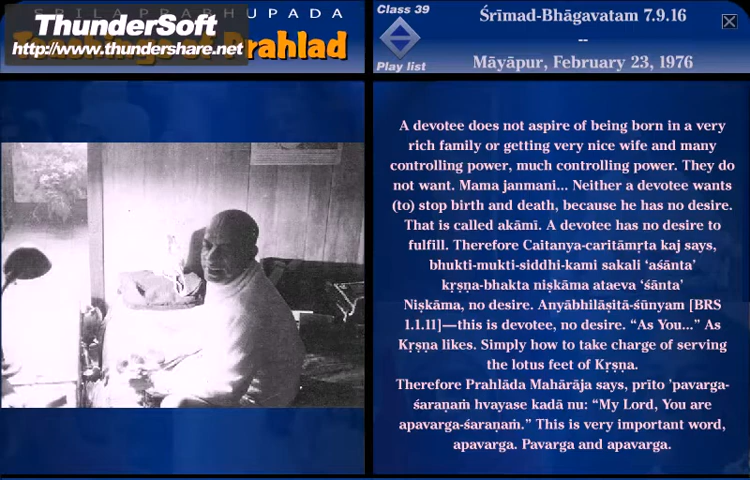 SRILA PRABHUPADA
ThunderSoft
http://www.thundershare.net
Teachings of Prahlad
Class 39
Play list
Śrīmad-Bhāgavatam 7.9.16
--
Māyāpur, February 23, 1976
A devotee does not aspire of being born in a very
rich family or getting very nice wife and many
controlling power, much controlling power. They do
not want. Mama janmani... Neither a devotee wants
(to) stop birth and death, because he has no desire.
That is called akāmī. A devotee has no desire to
fulfill. Therefore Caitanya-caritāmṛta kaj says,
bhukti-mukti-siddhi-kami sakali ‘aśānta’
kṛṣṇa-bhakta niṣkāma ataeva ‘śānta’
Niṣkāma, no desire. Anyābhilāṣitā-śūnyam [BRS
1.1.11]—this is devotee, no desire. “As You...” As
Kṛṣṇa likes. Simply how to take charge of serving
the lotus feet of Kṛṣṇa.
Therefore Prahlāda Mahārāja says, prīto ’pavarga-
śaraṇaṁ hvayase kadā nu: “My Lord, You are
apavarga-śaraṇaṁ.” This is very important word,
apavarga. Pavarga and apavarga.